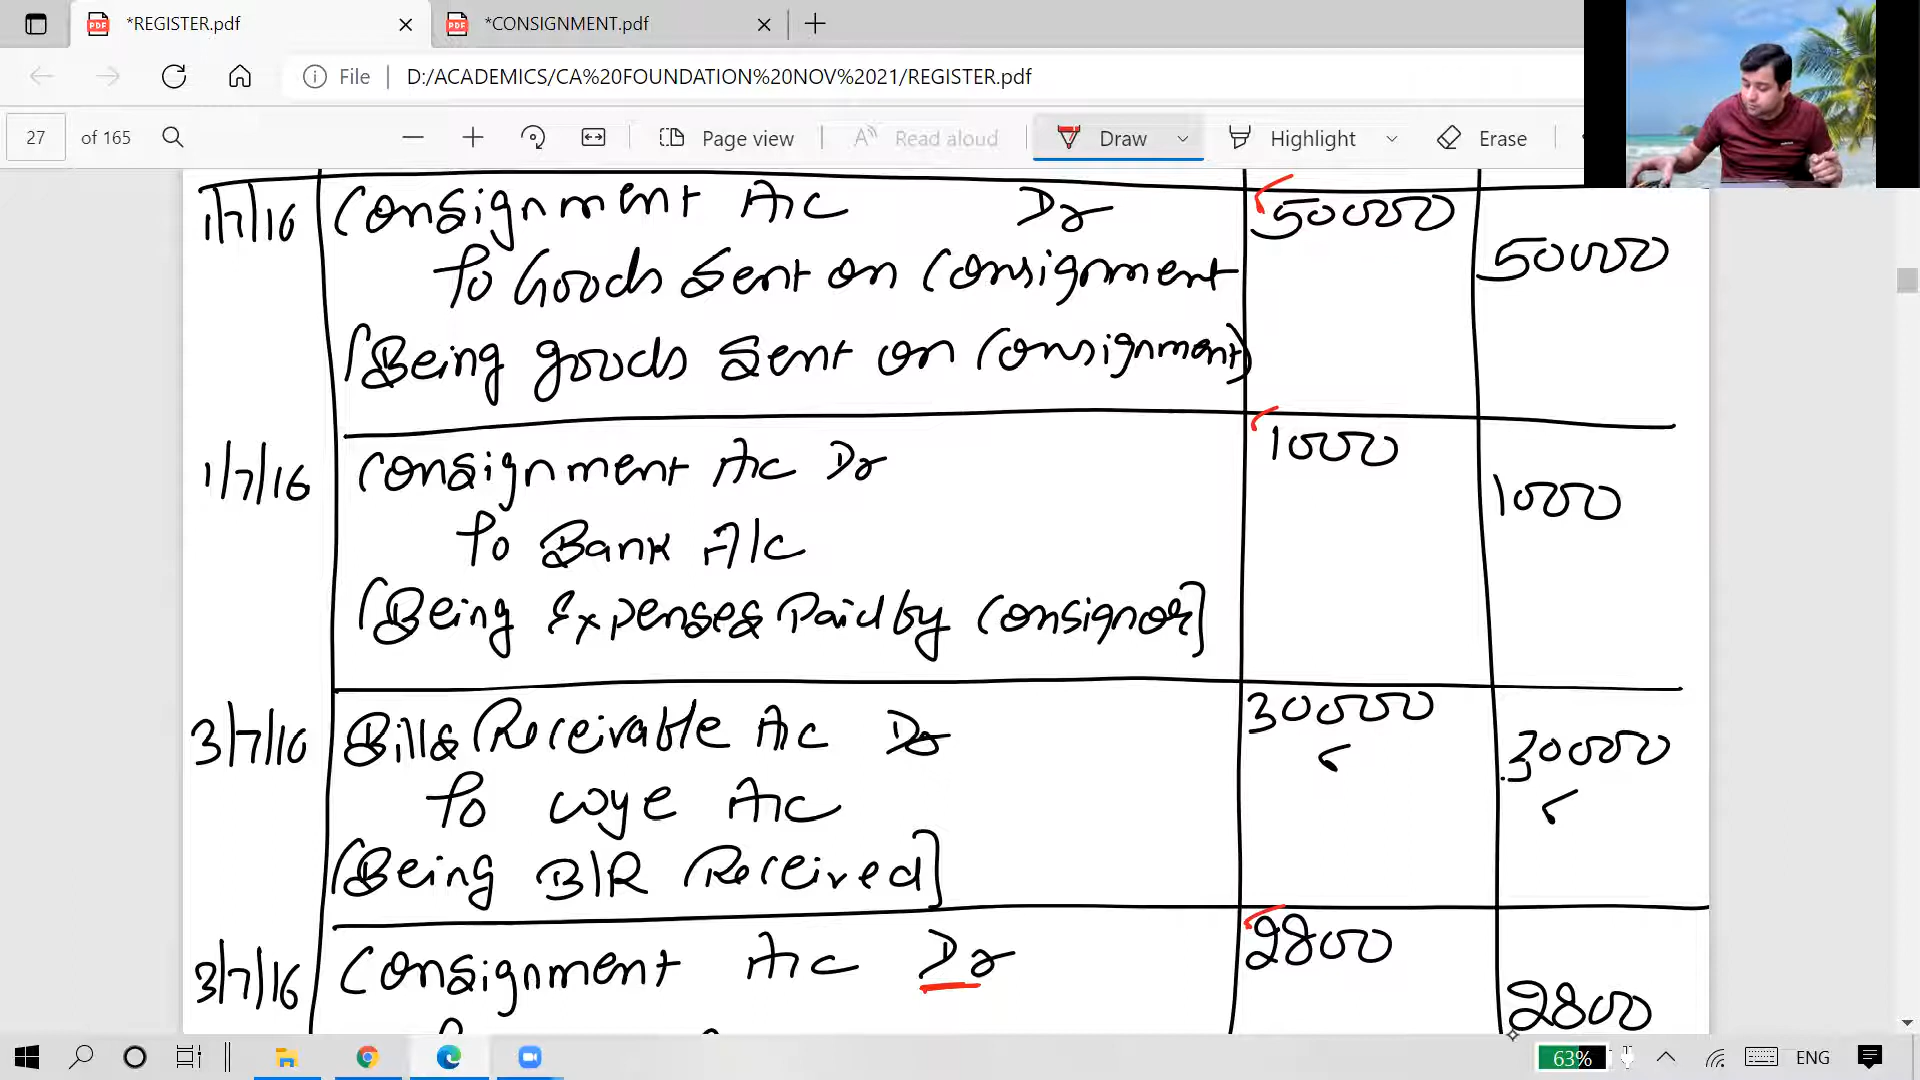 *REGISTER.pdf
*CONSIGNMENT.pdf
File D:/ACADEMICS/CA%20FOUNDATION%20NOV%2021/REGISTER.pdf
27 of 165 Page view Read aloud Draw Highlight Erase
1/7/16 Consignment A/c Dr 50000
To Goods Sent on Consignment 50000
(Being goods Sent on Consignment)
1/7/16 Consignment A/c Dr 1000
To Bank A/c 1000
[Being Expenses Paid by Consignor]
3/7/16 Bills Receivable A/c Dr 30000
To Coye A/c 30000
[Being B/R Received]
3/7/16 Consignment A/c Dr 2800
2800
63% ENG